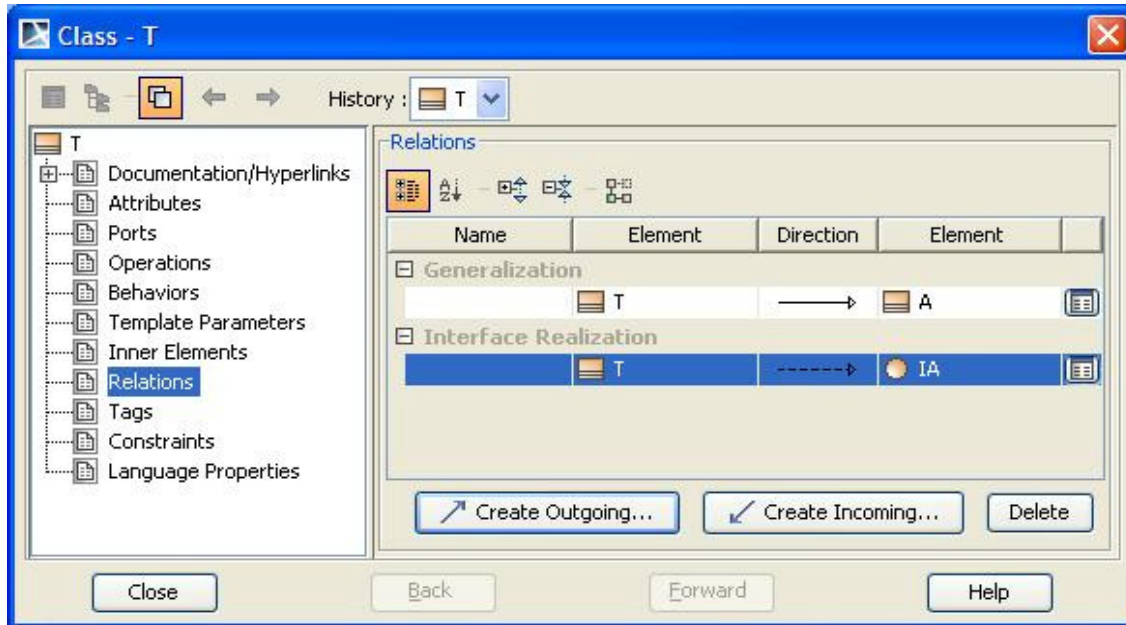 Class - T
History : T
T
Documentation/Hyperlinks
Attributes
Ports
Operations
Behaviors
Template Parameters
Inner Elements
Relations
Tags
Constraints
Language Properties
Relations
Name Element Direction Element
Generalization
T A
Interface Realization
T IA
Create Outgoing... Create Incoming... Delete
Close Back Forward Help